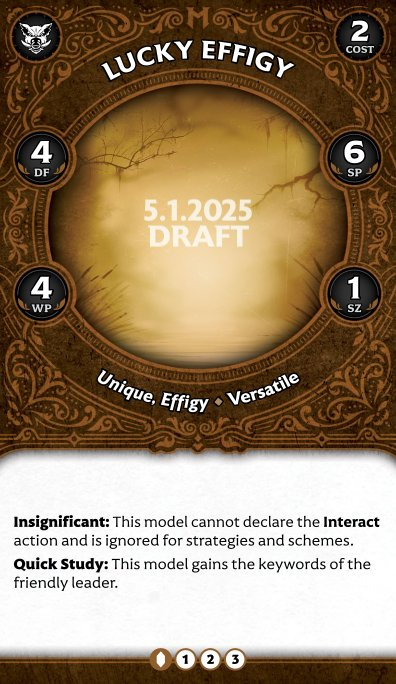 LUCKY EFFIGY
2
COST
4
DF
6
SP
5.1.2025
DRAFT
4
WP
1
SZ
Unique, Effigy ◆ Versatile
Insignificant: This model cannot declare the Interact
action and is ignored for strategies and schemes.
Quick Study: This model gains the keywords of the
friendly leader.
1 2 3